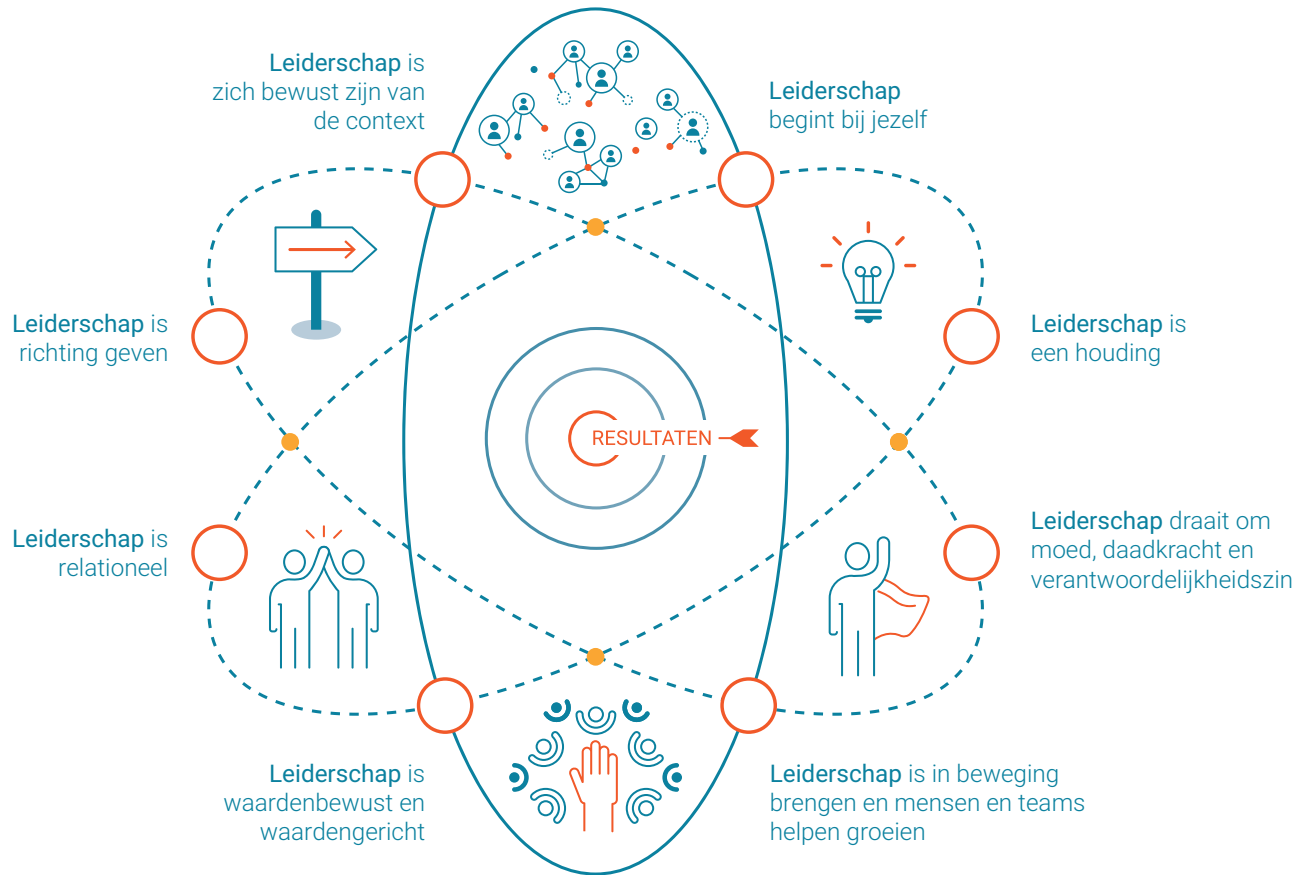 Leiderschap is
zich bewust zijn van
de context
Leiderschap
begint bij jezelf
Leiderschap is
richting geven
Leiderschap is
een houding
RESULTATEN
Leiderschap is
relationeel
Leiderschap draait om
moed, daadkracht en
verantwoordelijkheidszin
Leiderschap is
waardenbewust en
waardengericht
Leiderschap is in beweging
brengen en mensen en teams
helpen groeien